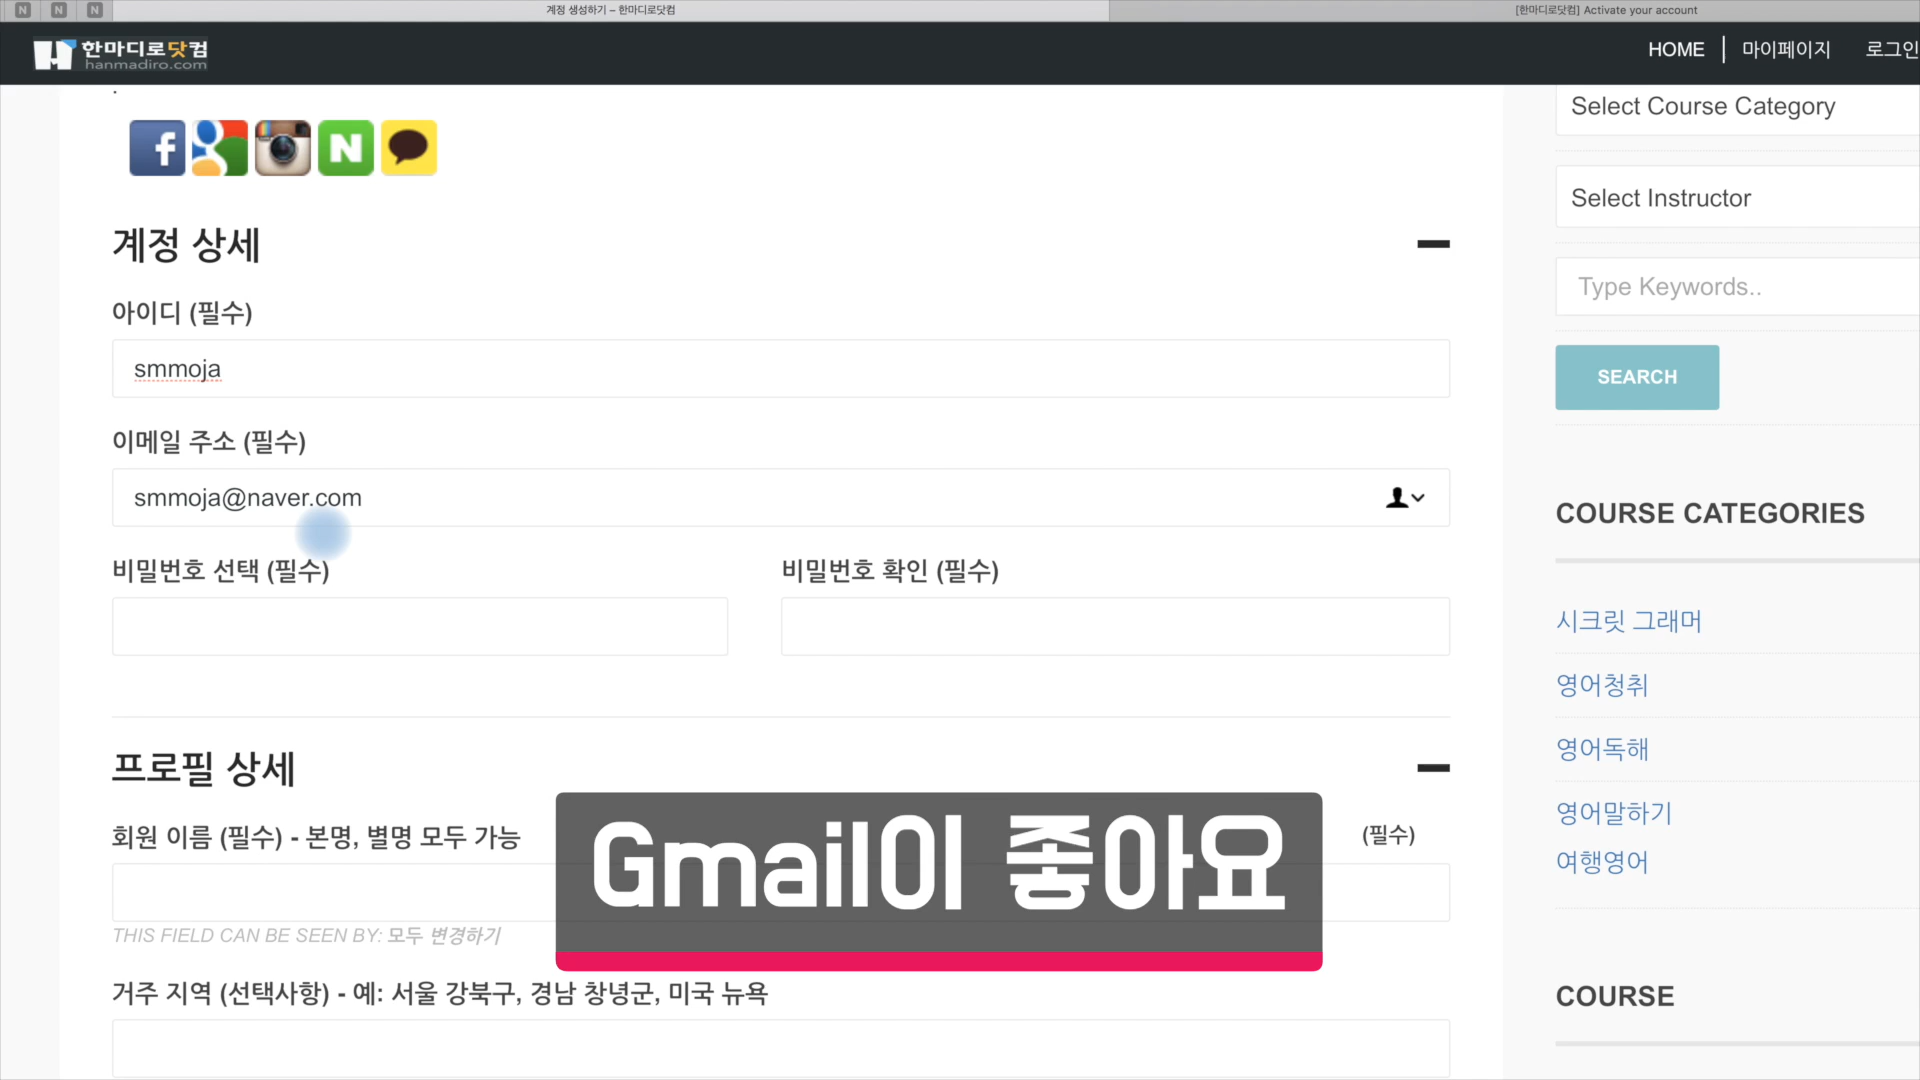 N N N 계정 생성하기 – 한마디로닷컴 [한마디로닷컴] Activate your account
한마디로닷컴
hanmadiro.com
HOME 마이페이지 로그인
.
f N
계정 상세
아이디 (필수)
smmoja
이메일 주소 (필수)
smmoja@naver.com
비밀번호 선택 (필수) 비밀번호 확인 (필수)
프로필 상세
회원 이름 (필수) - 본명, 별명 모두 가능 (필수)
Gmail이 좋아요
THIS FIELD CAN BE SEEN BY: 모두 변경하기
거주 지역 (선택사항) - 예: 서울 강북구, 경남 창녕군, 미국 뉴욕
Select Course Category
Select Instructor
Type Keywords..
SEARCH
COURSE CATEGORIES
시크릿 그래머
영어청취
영어독해
영어말하기
여행영어
COURSE